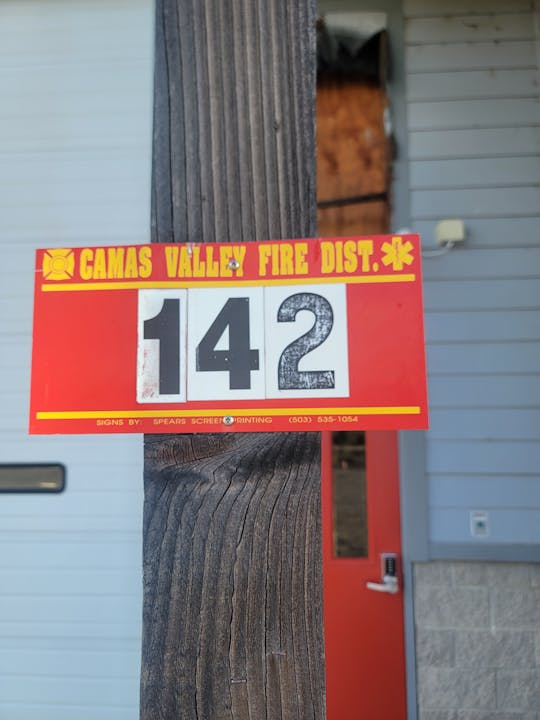 CAMAS VALLEY FIRE DIST.
142
SIGNS BY: SPEARS SCREEN PRINTING (503) 535-1054